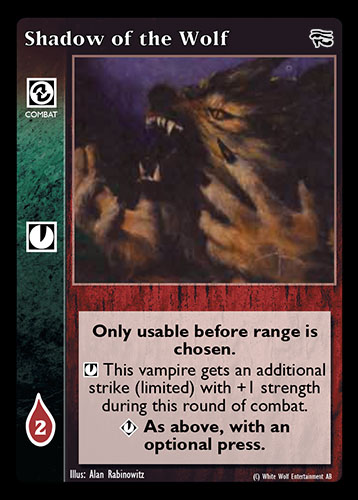 Shadow of the Wolf
COMBAT
Only usable before range is
chosen.
This vampire gets an additional
strike (limited) with +1 strength
during this round of combat.
As above, with an
optional press.
2
Illus: Alan Rabinowitz
(C) White Wolf Entertainment AB